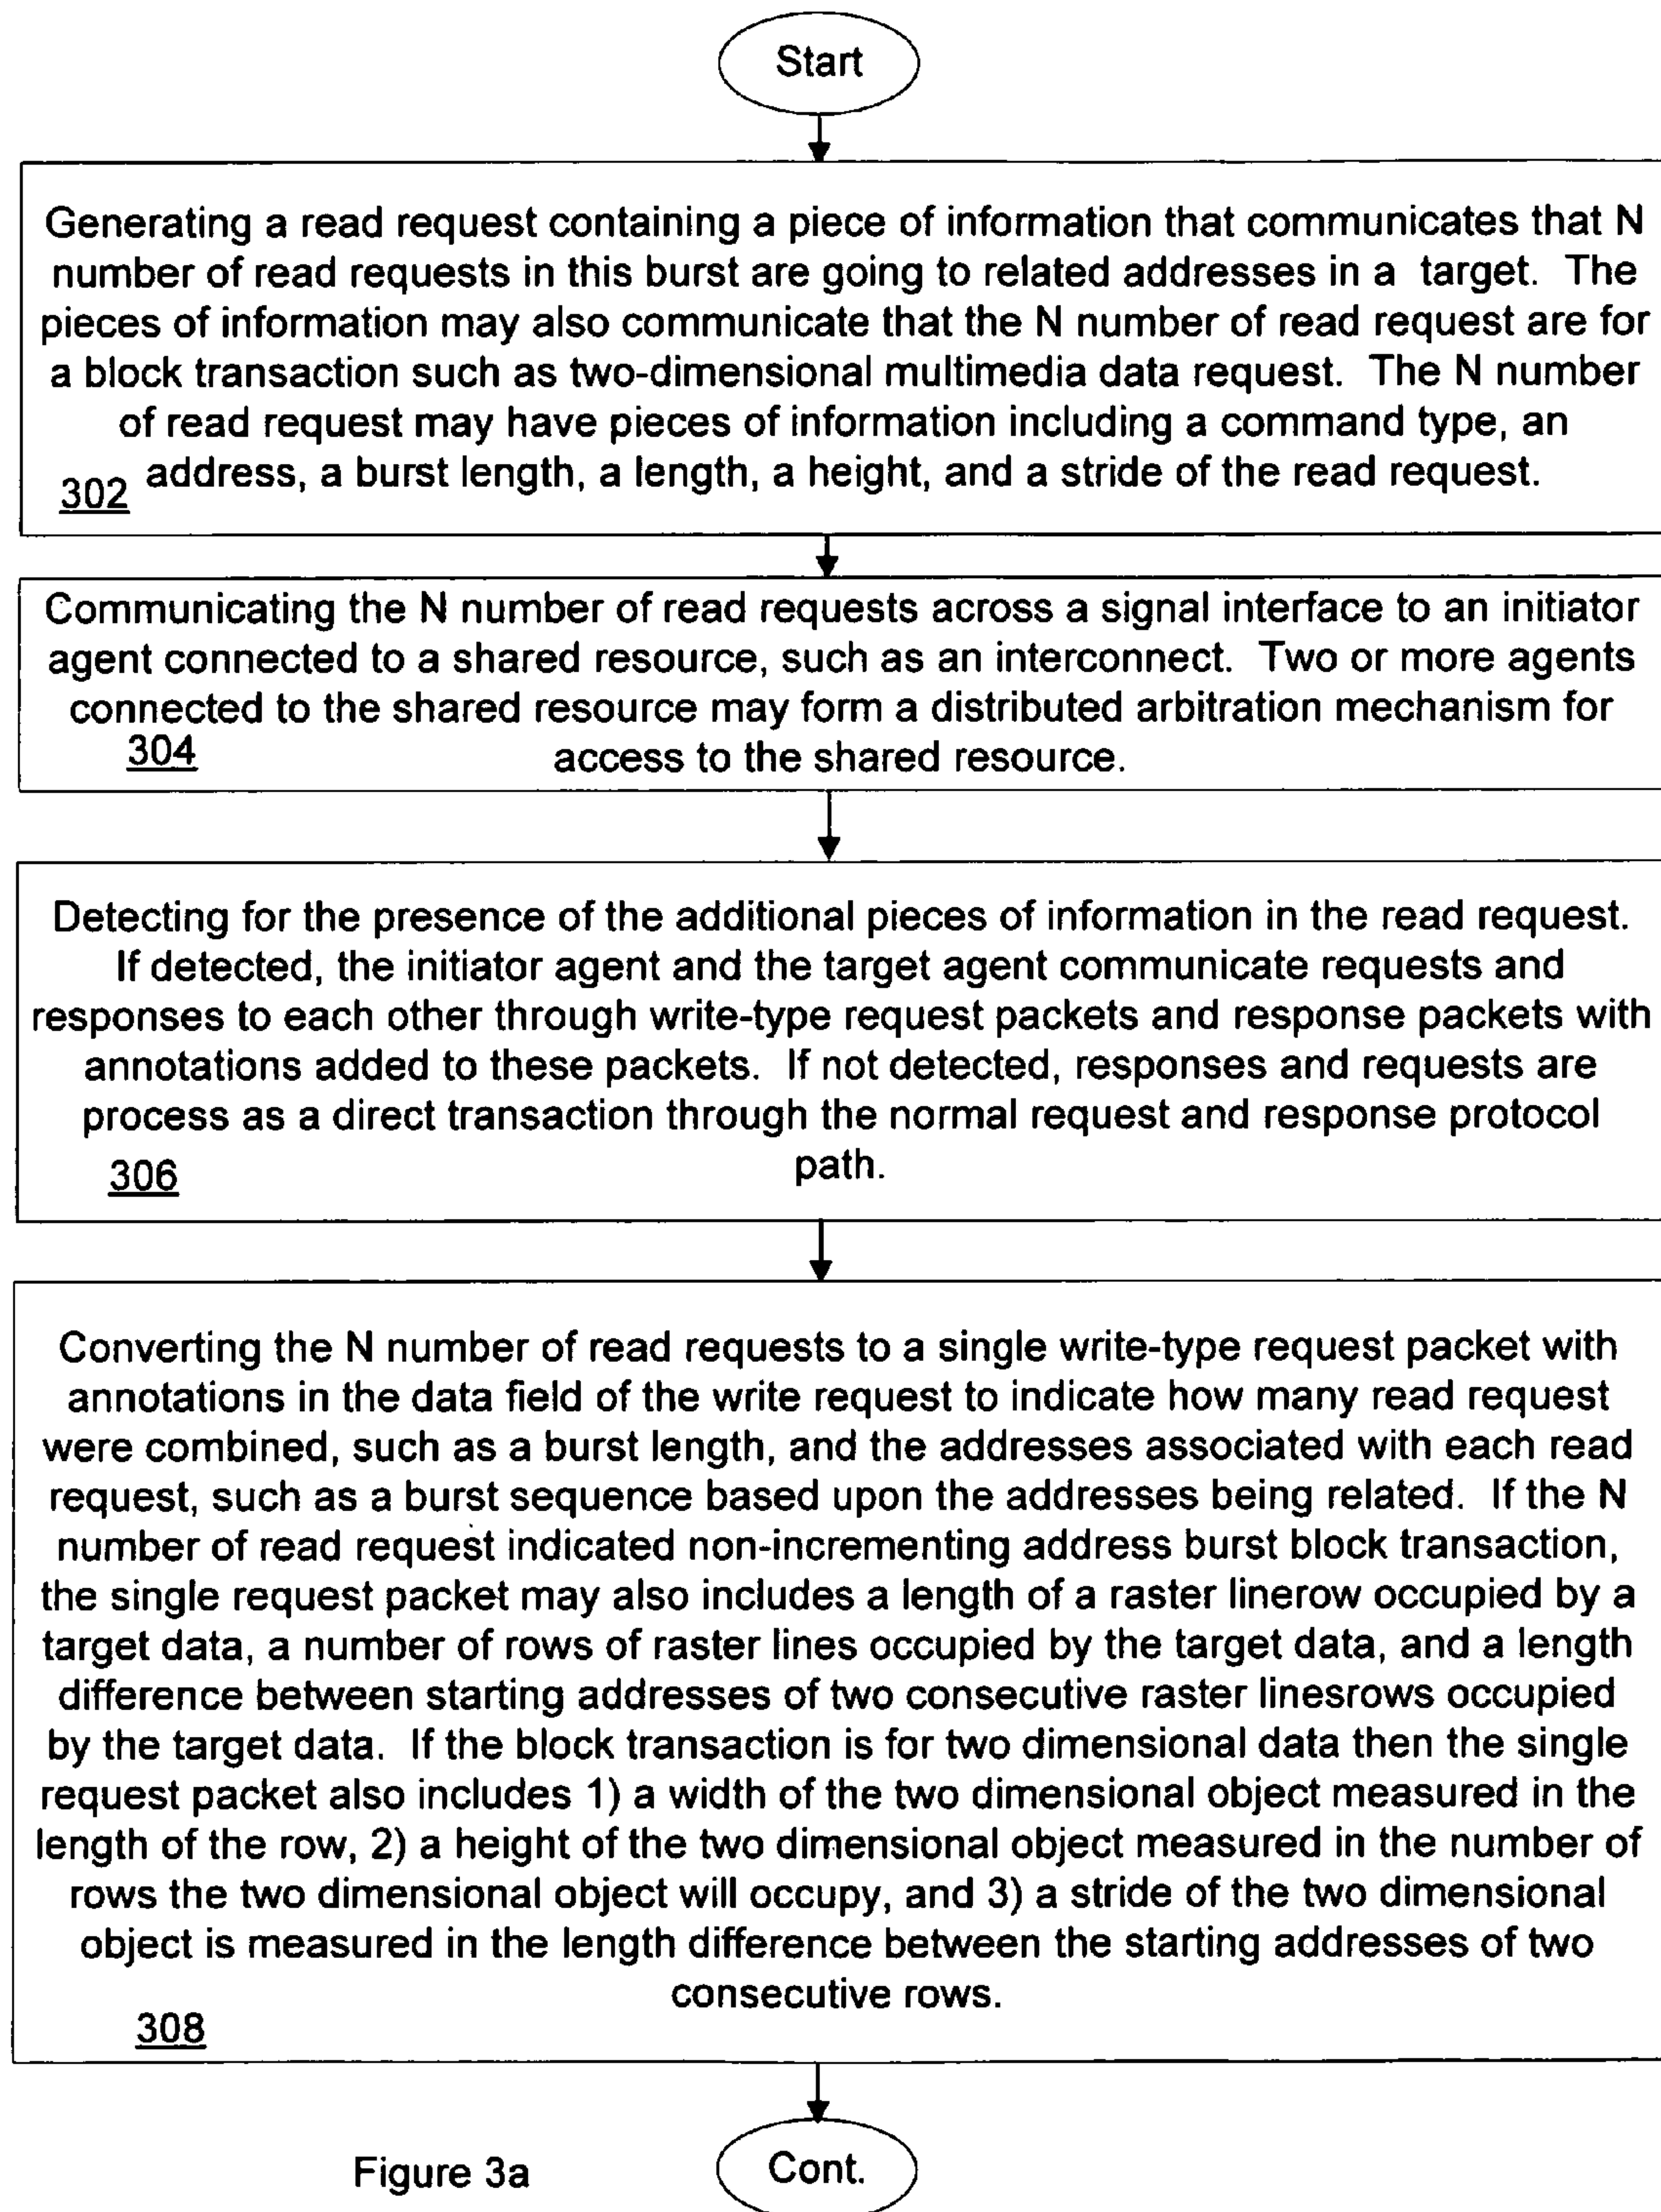 Start
Generating a read request containing a piece of information that communicates that N
number of read requests in this burst are going to related addresses in a target. The
pieces of information may also communicate that the N number of read request are for
a block transaction such as two-dimensional multimedia data request. The N number
of read request may have pieces of information including a command type, an
address, a burst length, a length, a height, and a stride of the read request.
302
Communicating the N number of read requests across a signal interface to an initiator
agent connected to a shared resource, such as an interconnect. Two or more agents
connected to the shared resource may form a distributed arbitration mechanism for
304
access to the shared resource.
Detecting for the presence of the additional pieces of information in the read request.
If detected, the initiator agent and the target agent communicate requests and
responses to each other through write-type request packets and response packets with
annotations added to these packets. If not detected, responses and requests are
process as a direct transaction through the normal request and response protocol
path.
306
Converting the N number of read requests to a single write-type request packet with
annotations in the data field of the write request to indicate how many read request
were combined, such as a burst length, and the addresses associated with each read
request, such as a burst sequence based upon the addresses being related. If the N
number of read request indicated non-incrementing address burst block transaction,
the single request packet may also includes a length of a raster linerow occupied by a
target data, a number of rows of raster lines occupied by the target data, and a length
difference between starting addresses of two consecutive raster linesrows occupied
by the target data. If the block transaction is for two dimensional data then the single
request packet also includes 1) a width of the two dimensional object measured in the
length of the row, 2) a height of the two dimensional object measured in the number of
rows the two dimensional object will occupy, and 3) a stride of the two dimensional
object is measured in the length difference between the starting addresses of two
consecutive rows.
308
Cont.
Figure 3a